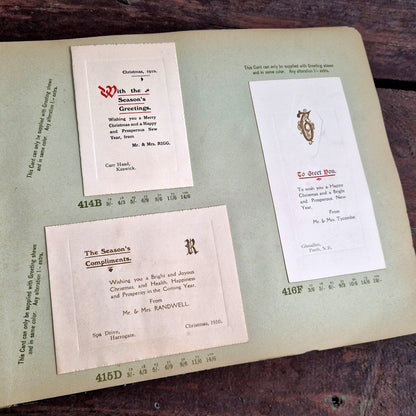 This Card can only be supplied with Greeting shown
and in same color. Any alteration 1/- extra.
Christmas, 1910.
With the
Season's
Greetings.
Wishing you a Merry
Christmas and a Happy
and Prosperous New
Year, from
Mr. & Mrs. RIGG.
Carr Hand,
Keswick.
414B
This Card can only be supplied with Greeting shewn
and in same color. Any alteration 1/- extra.
To Greet You.
To wish you a Happy
Christmas and a Bright
and Prosperous New
Year.
From
Mr. & Mrs. Tycombe.
Perth, N.B.
416F
This Card can only be supplied with Greeting shewn
and in same color. Any alteration 1/- extra.
The Season's
Compliments.
R
Wishing you a Bright and Joyous
Christmas, and Health, Happiness
and Prosperity in the Coming Year.
From
Mr. & Mrs. RANDWELL.
Spa Drive,
Harrogate.
Christmas, 1910.
415D